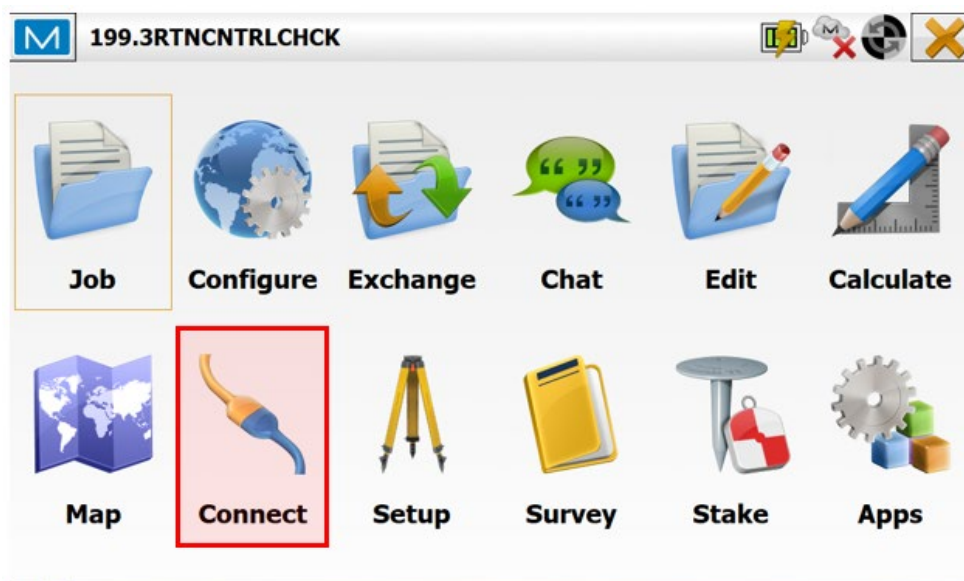 M 199.3RTNCNTRLCHCK M
Job Configure Exchange Chat Edit Calculate
Map Connect Setup Survey Stake Apps